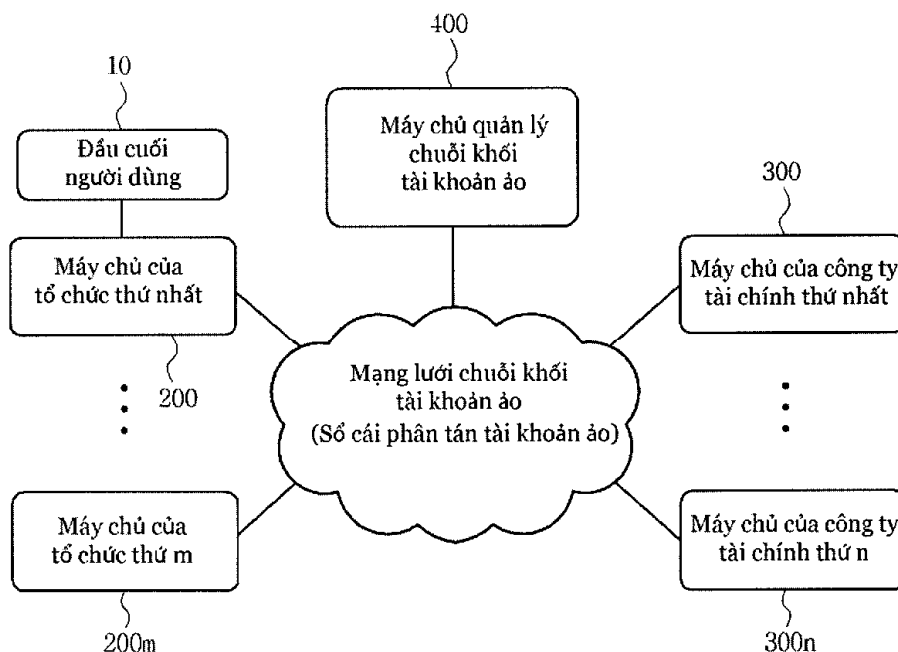 400
10
Máy chủ quản lý
chuỗi khối
tài khoản ảo
Đầu cuối
người dùng
300
Máy chủ của
tổ chức thứ nhất
Máy chủ của công ty
tài chính thứ nhất
200
Mạng lưới chuỗi khối
tài khoản ảo
(Sổ cái phân tán tài khoản ảo)
Máy chủ của
tổ chức thứ m
Máy chủ của công ty
tài chính thứ n
200m
300n